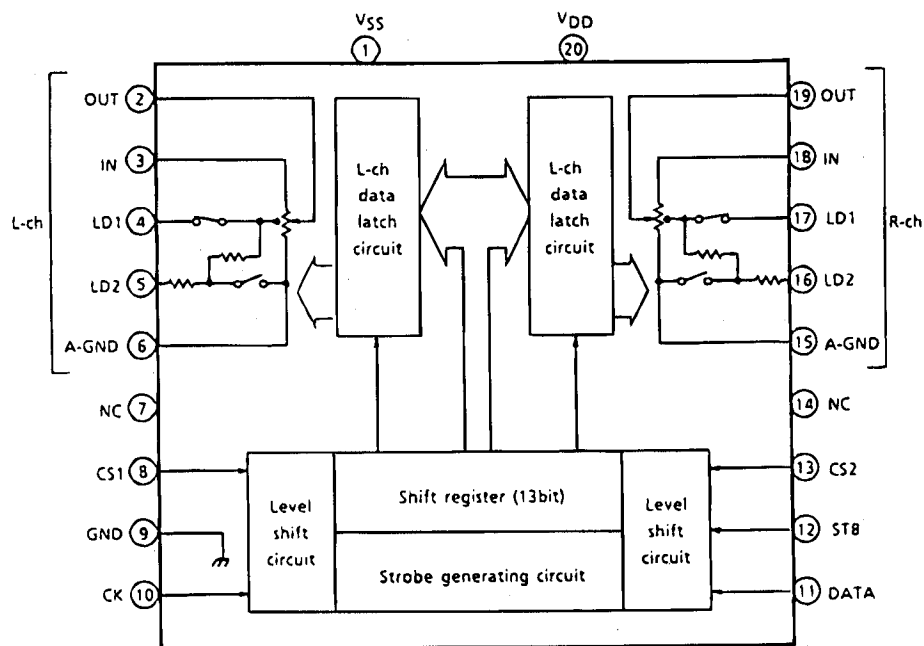 VSS
1
VDD
20
L-ch
OUT 2
IN 3
LD1 4
LD2 5
A-GND 6
NC 7
CS1 8
GND 9
CK 10
L-ch
data
latch
circuit
L-ch
data
latch
circuit
19 OUT
18 IN
17 LD1
16 LD2
15 A-GND
14 NC
13 CS2
12 STB
11 DATA
R-ch
Level
shift
circuit
Shift register (13bit)
Strobe generating circuit
Level
shift
circuit